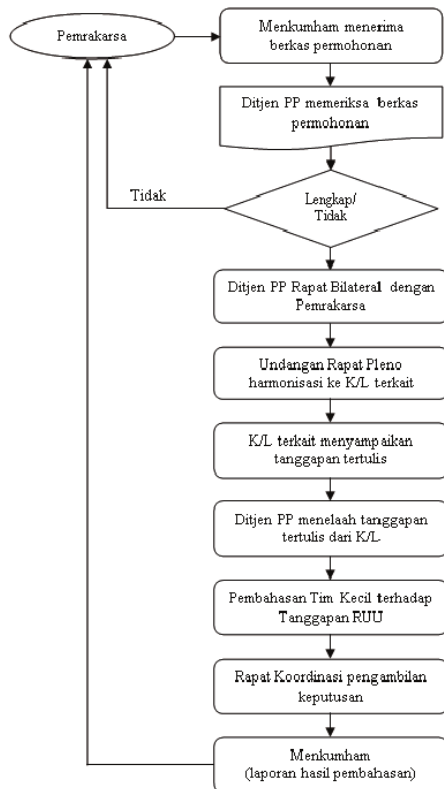 Pemrakarsa
Menkumham menerima
berkas permohonan
Ditjen PP memeriksa berkas
permohonan
Tidak
Lengkap/
Tidak
Ditjen PP Rapat Bilateral dengan
Pemrakarsa
Undangan Rapat Pleno
harmonisasi ke K/L terkait
K/L terkait menyampaikan
tanggapan tertulis
Ditjen PP menelaah tanggapan
tertulis dari K/L
Pembahasan Tim Kecil terhadap
Tanggapan RUU
Rapat Koordinasi pengambilan
keputusan
Menkumham
(laporan hasil pembahasan)